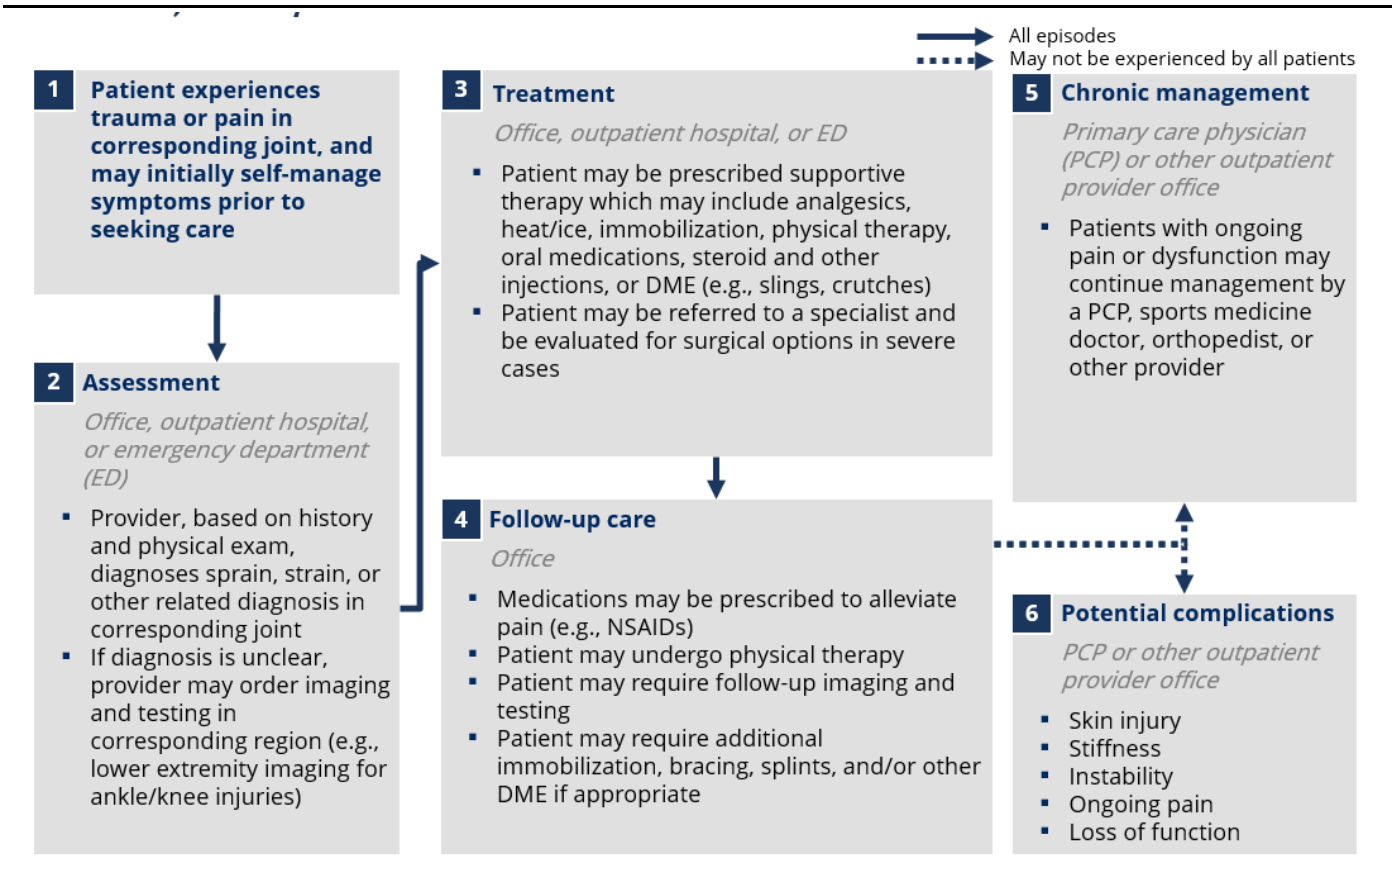 All episodes
May not be experienced by all patients
1
Patient experiences
trauma or pain in
corresponding joint, and
may initially self-manage
symptoms prior to
seeking care
2
Assessment
Office, outpatient hospital,
or emergency department
(ED)
▪ Provider, based on history
and physical exam,
diagnoses sprain, strain, or
other related diagnosis in
corresponding joint
▪ If diagnosis is unclear,
provider may order imaging
and testing in
corresponding region (e.g.,
lower extremity imaging for
ankle/knee injuries)
3
Treatment
Office, outpatient hospital, or ED
▪ Patient may be prescribed supportive
therapy which may include analgesics,
heat/ice, immobilization, physical therapy,
oral medications, steroid and other
injections, or DME (e.g., slings, crutches)
▪ Patient may be referred to a specialist and
be evaluated for surgical options in severe
cases
4
Follow-up care
Office
▪ Medications may be prescribed to alleviate
pain (e.g., NSAIDs)
▪ Patient may undergo physical therapy
▪ Patient may require follow-up imaging and
testing
▪ Patient may require additional
immobilization, bracing, splints, and/or other
DME if appropriate
5
Chronic management
Primary care physician
(PCP) or other outpatient
provider office
▪ Patients with ongoing
pain or dysfunction may
continue management by
a PCP, sports medicine
doctor, orthopedist, or
other provider
6
Potential complications
PCP or other outpatient
provider office
▪ Skin injury
▪ Stiffness
▪ Instability
▪ Ongoing pain
▪ Loss of function